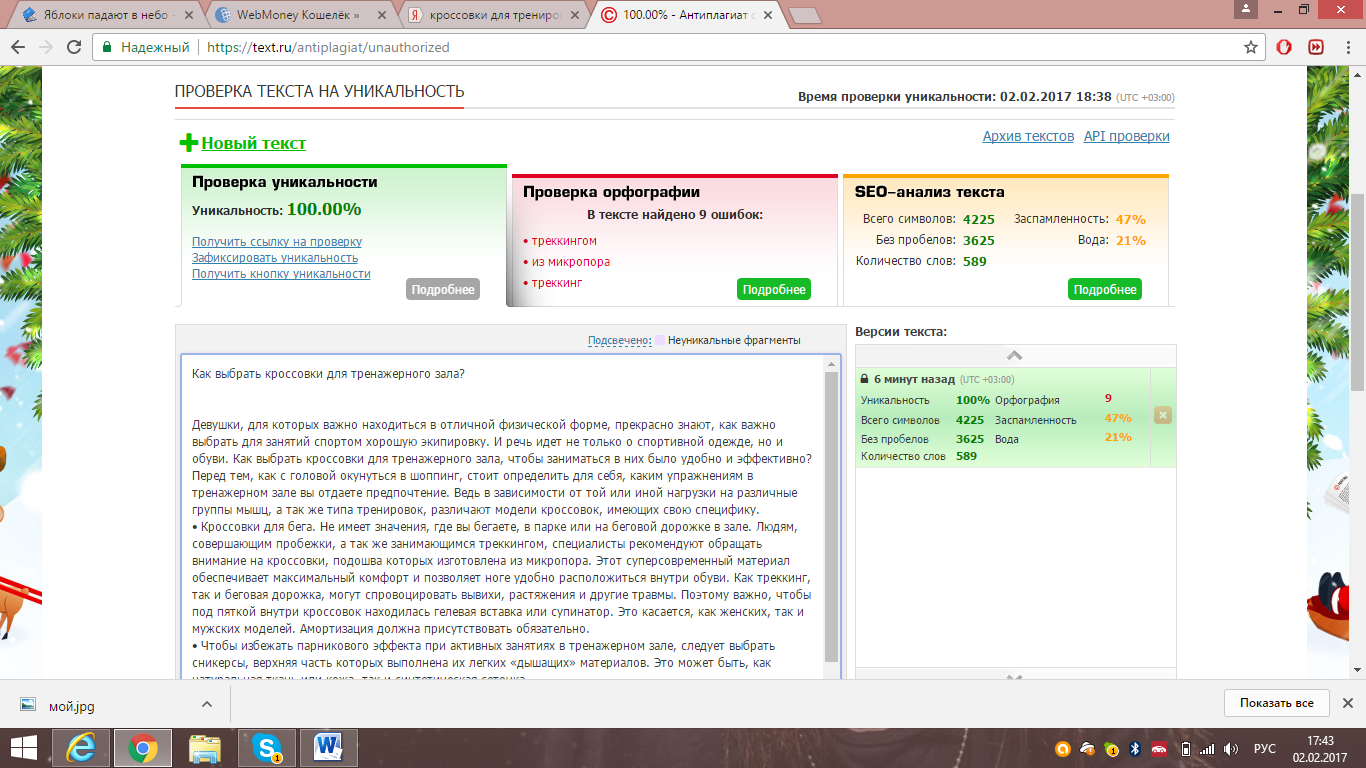 Яблоки падают в небо -
WebMoney Кошелёк »
кроссовки для трениров
100.00% - Антиплагиат о
Надежный https://text.ru/antiplagiat/unauthorized
ПРОВЕРКА ТЕКСТА НА УНИКАЛЬНОСТЬ
Время проверки уникальности: 02.02.2017 18:38 (UTC +03:00)
Новый текст
Архив текстов API проверки
Проверка уникальности
Уникальность: 100.00%
Получить ссылку на проверку
Зафиксировать уникальность
Получить кнопку уникальности
Подробнее
Проверка орфографии
В тексте найдено 9 ошибок:
• треккингом
• из микропора
• треккинг
Подробнее
SEO-анализ текста
Всего символов: 4225 Заспамленность: 47%
Без пробелов: 3625 Вода: 21%
Количество слов: 589
Подробнее
Подсвечено: Неуникальные фрагменты
Как выбрать кроссовки для тренажерного зала?
Девушки, для которых важно находиться в отличной физической форме, прекрасно знают, как важно
выбрать для занятий спортом хорошую экипировку. И речь идет не только о спортивной одежде, но и
обуви. Как выбрать кроссовки для тренажерного зала, чтобы заниматься в них было удобно и эффективно?
Перед тем, как с головой окунуться в шоппинг, стоит определить для себя, каким упражнениям в
тренажерном зале вы отдаете предпочтение. Ведь в зависимости от той или иной нагрузки на различные
группы мышц, а так же типа тренировок, различают модели кроссовок, имеющих свою специфику.
• Кроссовки для бега. Не имеет значения, где вы бегаете, в парке или на беговой дорожке в зале. Людям,
совершающим пробежки, а так же занимающимся треккингом, специалисты рекомендуют обращать
внимание на кроссовки, подошва которых изготовлена из микропора. Этот суперсовременный материал
обеспечивает максимальный комфорт и позволяет ноге удобно расположиться внутри обуви. Как треккинг,
так и беговая дорожка, могут спровоцировать вывихи, растяжения и другие травмы. Поэтому важно, чтобы
под пяткой внутри кроссовок находилась гелевая вставка или супинатор. Это касается, как женских, так и
мужских моделей. Амортизация должна присутствовать обязательно.
• Чтобы избежать парникового эффекта при активных занятиях в тренажерном зале, следует выбрать
сникерсы, верхняя часть которых выполнена их легких «дышащих» материалов. Это может быть, как
натуральная ткань или кожа, так и синтетическая сеточка.
Версии текста:
6 минут назад (UTC +03:00)
Уникальность 100% Орфография 9
Всего символов 4225 Заспамленность 47%
Без пробелов 3625 Вода 21%
Количество слов 589
мой.jpg
Показать все
РУС
17:43
02.02.2017